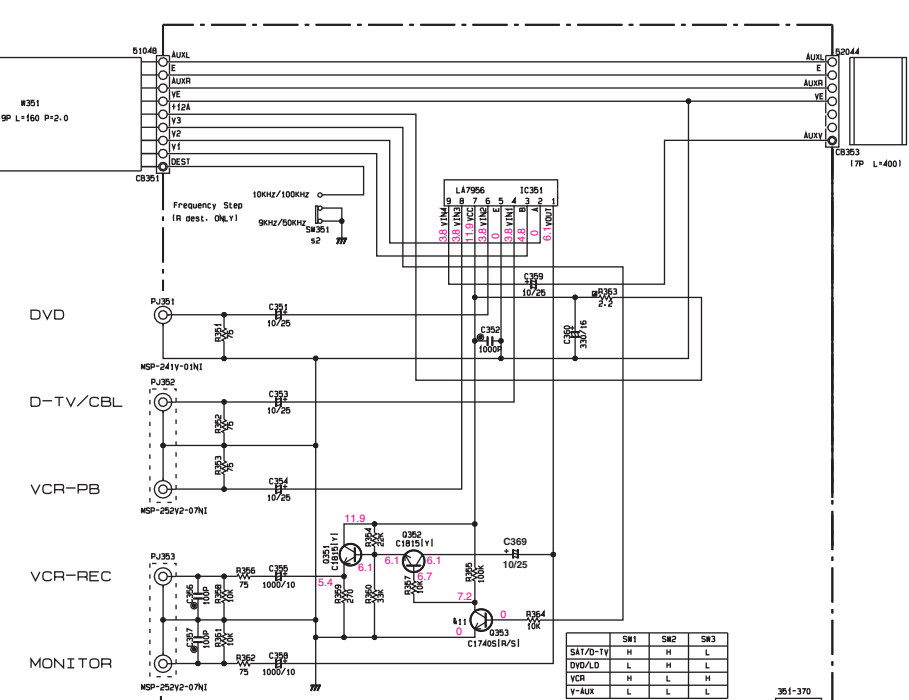 51048
AUXL
E
AUXR
VE
+12A
V3
V2
V1
DEST
W351
9P L=160 P=2.0
CB351
52044
AUXL
E
AUXR
VE
AUXV
CB353
(7P L=400)
Frequency Step
(R dest. ONLY)
10KHz/100KHz
9KHz/50KHz
SW351
s2
LA7956 IC351
9 8 7 6 5 4 3 2 1
VIN4 VIN3 VCC VIN2 E VIN1 B A VOUT
3.8 3.8 11.9 3.8 0 3.8 4.8 0 6.1
C359
10/25
R363
2.2
C360
330/16
C352
1000P
DVD
PJ351
R351
75
C351
10/25
MSP-241V-01NI
PJ352
D-TV/CBL
C353
10/25
R352
75
R353
75
VCR-PB
C354
10/25
MSP-252V2-07NI
11.9
Q351
C1815(Y)
R354
22K
Q352
C1815(Y)
6.1
6.1
6.1
6.7
C369
10/25
PJ353
VCR-REC
R356
75
C355
1000/10
5.4
C356
100P
R358
10K
R359
270
R360
33K
R357
10K
R355
100K
7.2
C357
100P
R361
10K
0
R364
10K
0
Q353
C1740S(R/S)
MONITOR
R362
75
C358
1000/10
MSP-252V2-07NI
SW1 SW2 SW3
SAT/D-TV H H L
DVD/LD L H L
VCR H L H
V-AUX L L L
351-370